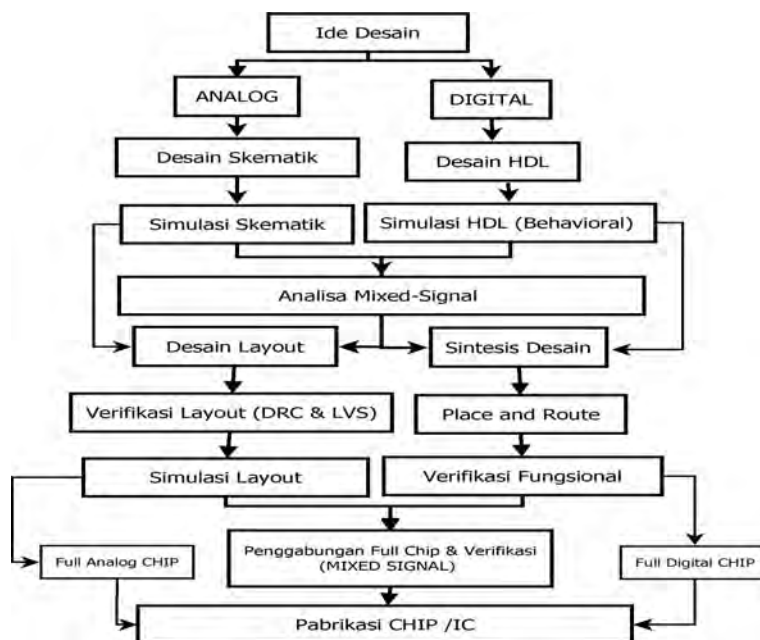 Ide Desain
ANALOG
DIGITAL
Desain Skematik
Desain HDL
Simulasi Skematik
Simulasi HDL (Behavioral)
Analisa Mixed-Signal
Desain Layout
Sintesis Desain
Verifikasi Layout (DRC & LVS)
Place and Route
Simulasi Layout
Verifikasi Fungsional
Full Analog CHIP
Penggabungan Full Chip & Verifikasi
(MIXED SIGNAL)
Full Digital CHIP
Pabrikasi CHIP /IC